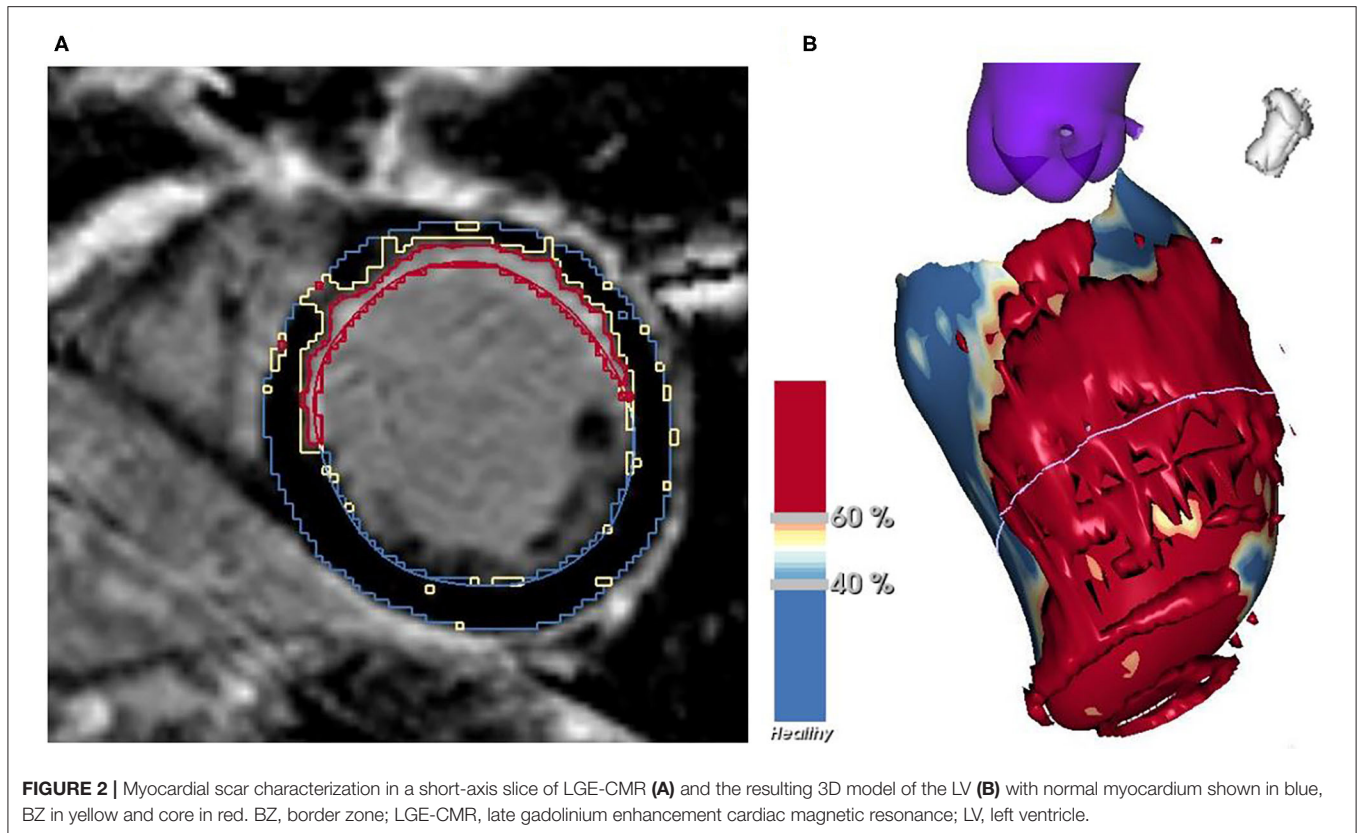 A
B
60 %
40 %
Healthy
FIGURE 2 | Myocardial scar characterization in a short-axis slice of LGE-CMR (A) and the resulting 3D model of the LV (B) with normal myocardium shown in blue,
BZ in yellow and core in red. BZ, border zone; LGE-CMR, late gadolinium enhancement cardiac magnetic resonance; LV, left ventricle.